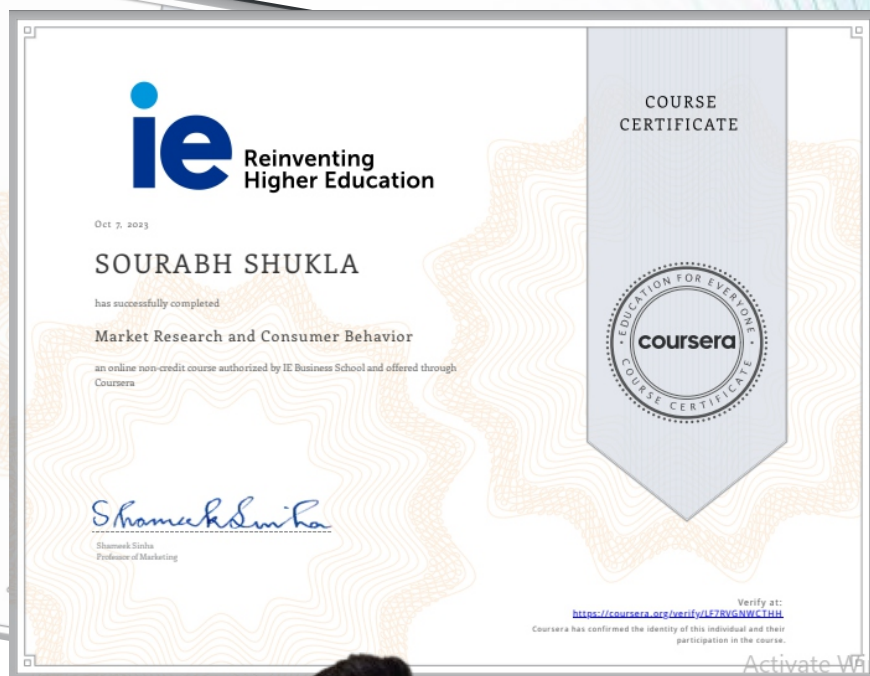 ie
Reinventing
Higher Education
COURSE
CERTIFICATE
Oct 7, 2023
SOURABH SHUKLA
has successfully completed
Market Research and Consumer Behavior
an online non-credit course authorized by IE Business School and offered through
Coursera
EDUCATION FOR EVERYONE
coursera
COURSE CERTIFICATE
Shameek Sinha
Shameek Sinha
Professor of Marketing
Verify at:
https://coursera.org/verify/LF7RVGNWCTHH
Coursera has confirmed the identity of this individual and their
participation in the course.
Activate Wi